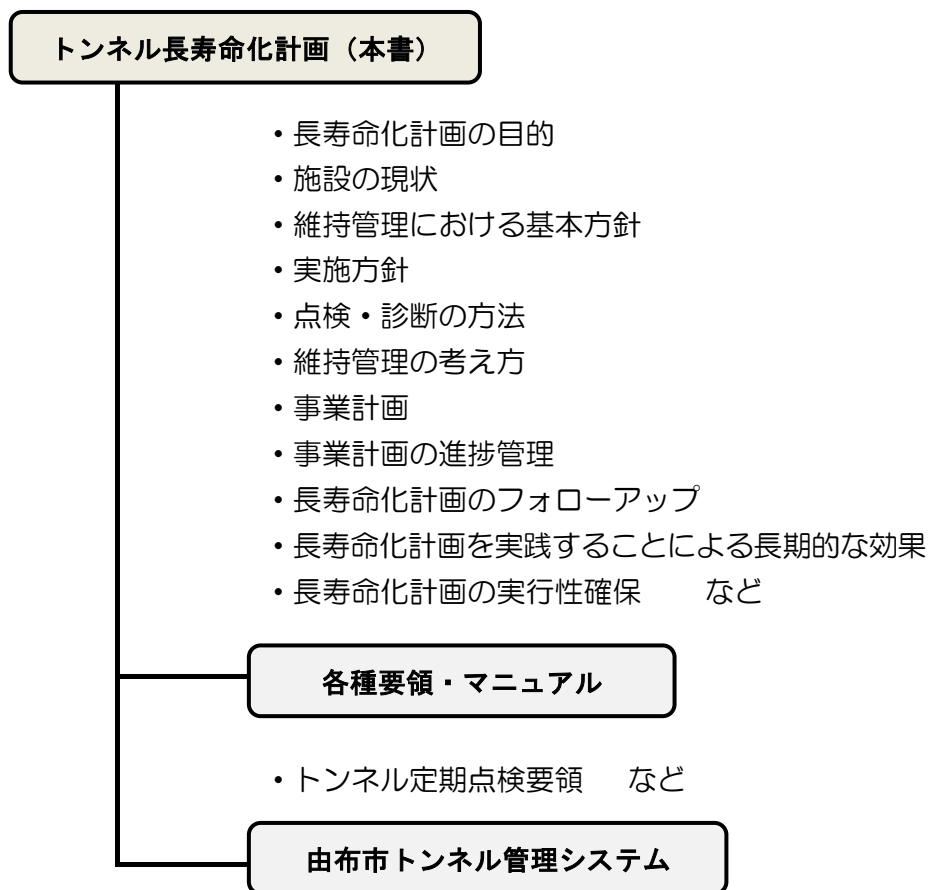 トンネル長寿命化計画（本書）
・長寿命化計画の目的
・施設の現状
・維持管理における基本方針
・実施方針
・点検・診断の方法
・維持管理の考え方
・事業計画
・事業計画の進捗管理
・長寿命化計画のフォローアップ
・長寿命化計画を実践することによる長期的な効果
・長寿命化計画の実行性確保　　など
各種要領・マニュアル
・トンネル定期点検要領　など
由布市トンネル管理システム